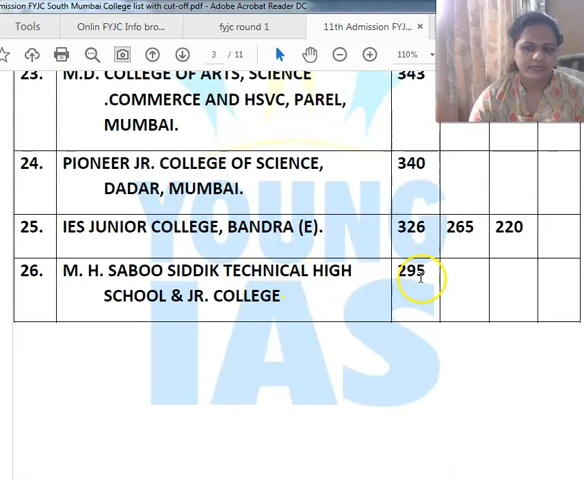 mission FYJC South Mumbai College list with cut-off.pdf - Adobe Acrobat Reader DC
Tools
Onlin FYJC Info bro...
fyjc round 1
11th Admission FYJ... ×
3 / 11
110%
23. M.D. COLLEGE OF ARTS, SCIENCE 343
.COMMERCE AND HSVC, PAREL,
MUMBAI.
24. PIONEER JR. COLLEGE OF SCIENCE, 340
DADAR, MUMBAI.
25. IES JUNIOR COLLEGE, BANDRA (E). 326 265 220
26. M. H. SABOO SIDDIK TECHNICAL HIGH 295
SCHOOL & JR. COLLEGE
YOUNG
IAS